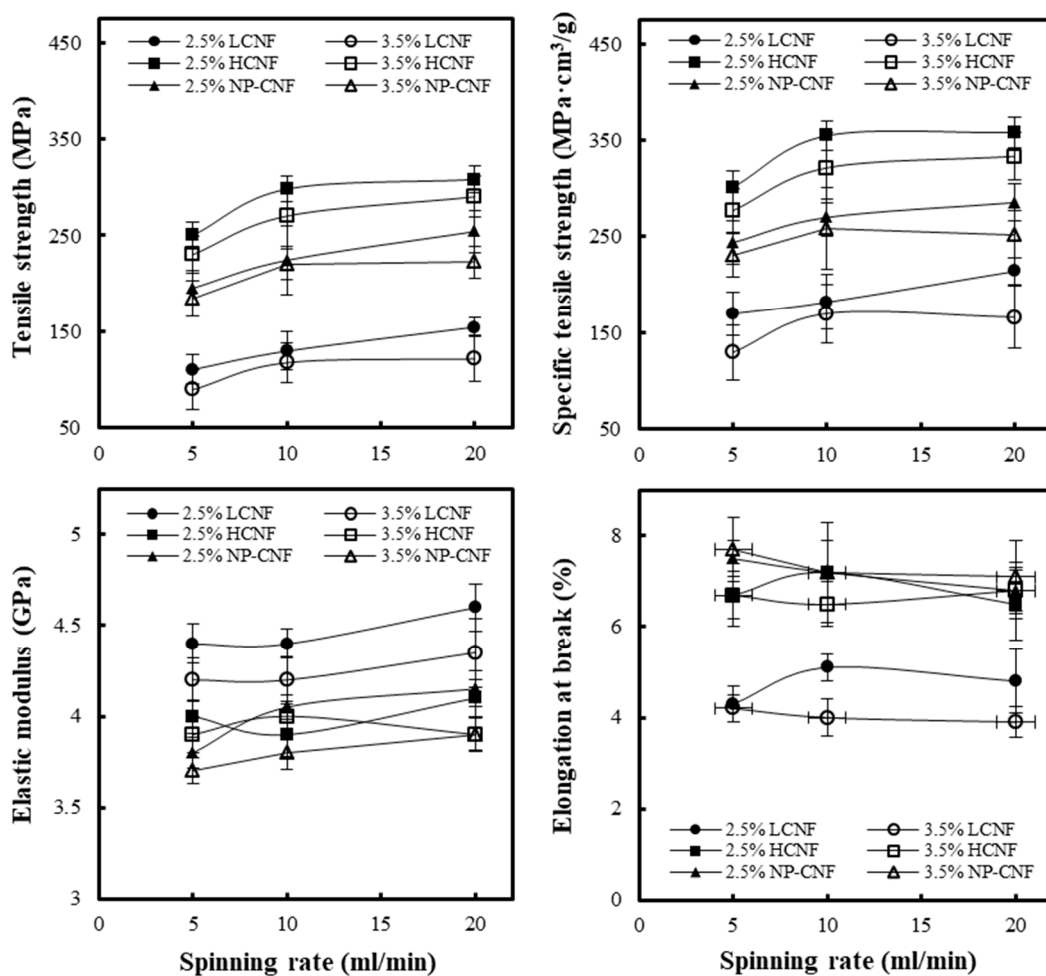 Tensile strength (MPa)
450
350
250
150
50
2.5% LCNF 3.5% LCNF
2.5% HCNF 3.5% HCNF
2.5% NP-CNF 3.5% NP-CNF
0 5 10 20
Specific tensile strength (MPa·cm³/g)
450
350
250
150
50
2.5% LCNF 3.5% LCNF
2.5% HCNF 3.5% HCNF
2.5% NP-CNF 3.5% NP-CNF
0 5 10 20
Elastic modulus (GPa)
5
4.5
4
3.5
3
2.5% LCNF 3.5% LCNF
2.5% HCNF 3.5% HCNF
2.5% NP-CNF 3.5% NP-CNF
0 5 10 20
Spinning rate (ml/min)
Elongation at break (%)
8
6
4
2
0
2.5% LCNF 3.5% LCNF
2.5% HCNF 3.5% HCNF
2.5% NP-CNF 3.5% NP-CNF
0 5 10 20
Spinning rate (ml/min)